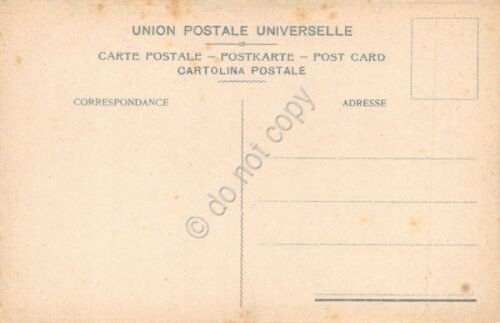 UNION POSTALE UNIVERSELLE
CARTE POSTALE – POSTKARTE – POST CARD
CARTOLINA POSTALE
CORRESPONDANCE
ADRESSE
© do not copy